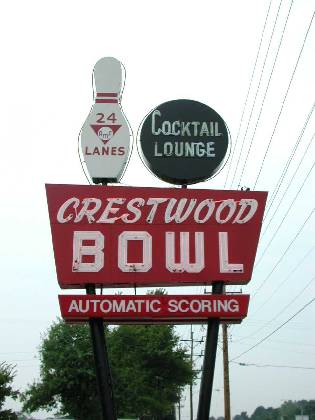 24
AMF
LANES
COCKTAIL
LOUNGE
CRESTWOOD
BOWL
AUTOMATIC SCORING